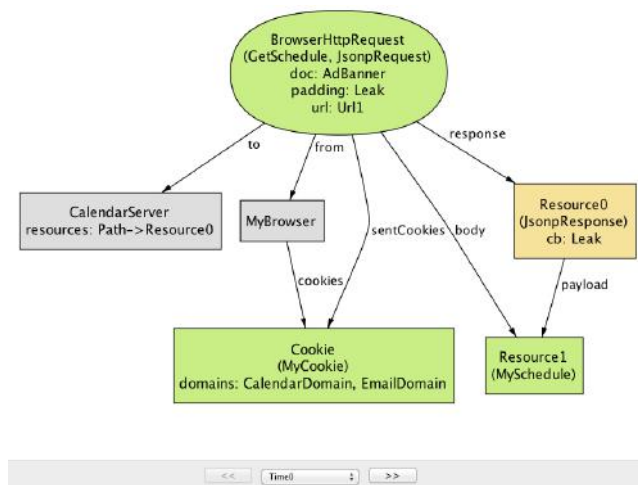 BrowserHttpRequest
(GetSchedule, JsonpRequest)
doc: AdBanner
padding: Leak
url: Url1
to
from
response
CalendarServer
resources: Path->Resource0
MyBrowser
sentCookies
body
Resource0
(JsonpResponse)
cb: Leak
cookies
payload
Cookie
(MyCookie)
domains: CalendarDomain, EmailDomain
Resource1
(MySchedule)
<< Time0 >>